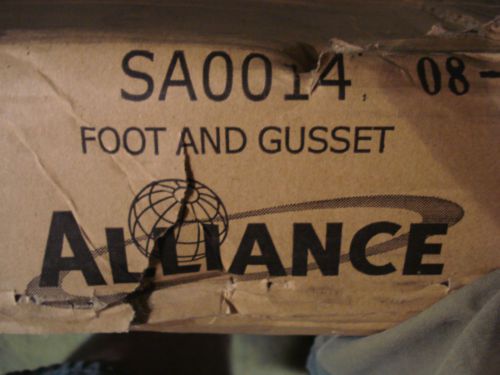 SA0014 08-
FOOT AND GUSSET
ALLIANCE